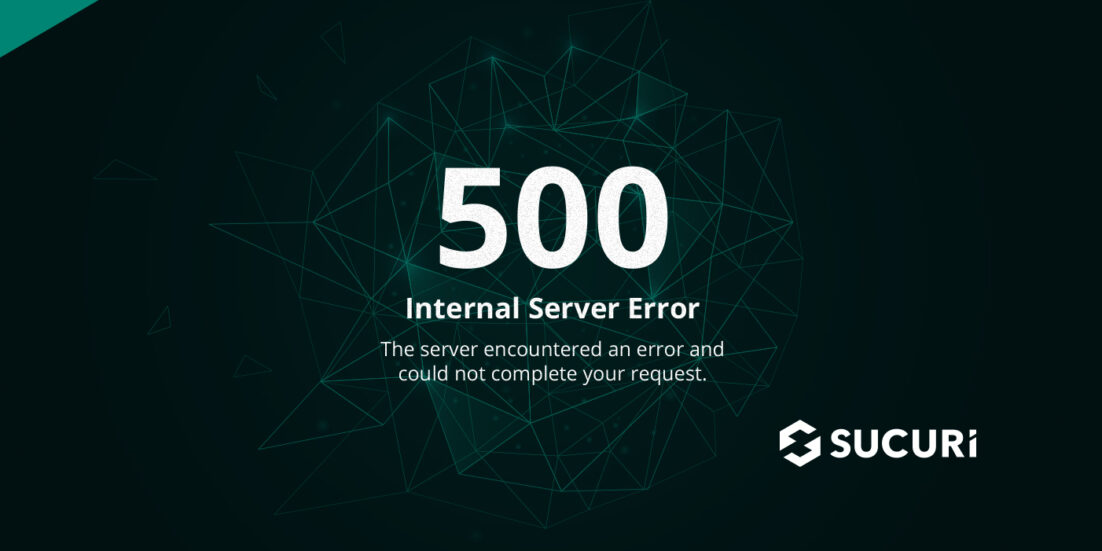 500
Internal Server Error
The server encountered an error and
could not complete your request.
SUCURi